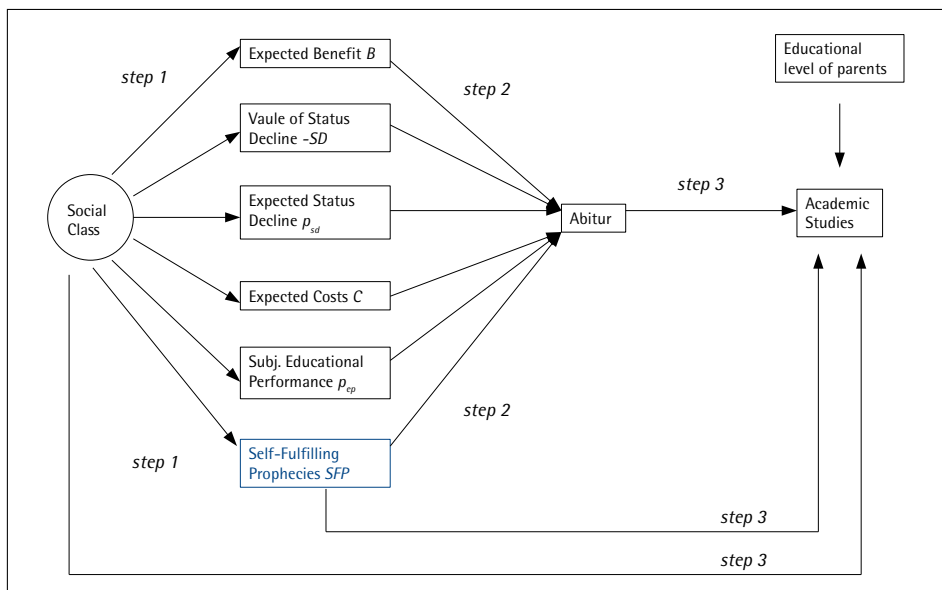 Expected Benefit B
Educational
level of parents
step 1
step 2
Vaule of Status
Decline -SD
Expected Status
Decline p_sd
step 3
Social
Class
Abitur
Academic
Studies
Expected Costs C
Subj. Educational
Performance p_ep
step 2
Self-Fulfilling
Prophecies SFP
step 1
step 3
step 3